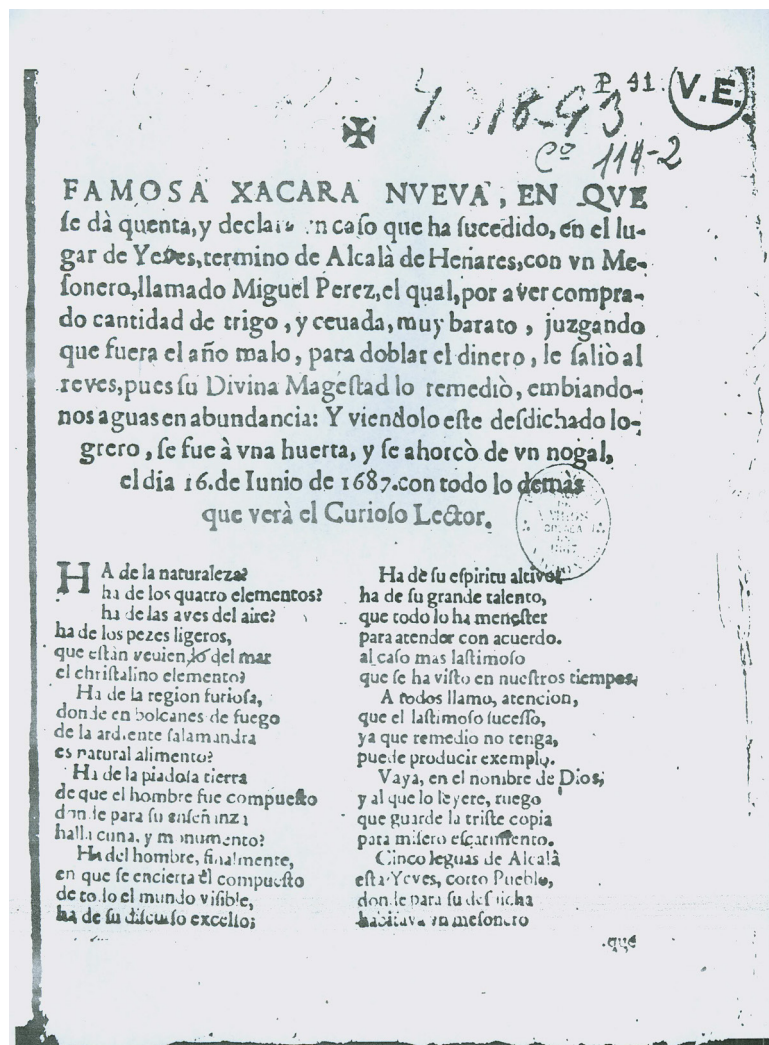 P. 41
V.E.
Cº 114-2
FAMOSA XACARA NVEVA, EN QVE
ſe dà quenta, y declara vn caſo que ha ſucedido, en el lu-
gar de Yeves, termino de Alcalà de Henares, con vn Me-
ſonero, llamado Miguel Perez, el qual, por aver compra-
do cantidad de trigo, y ceuada, muy barato, juzgando
que fuera el año malo, para doblar el dinero, le ſaliò al
reves, pues ſu Divina Mageſtad lo remediò, embiando-
nos aguas en abundancia: Y viendolo eſte deſdichado lo-
grero, ſe fue à vna huerta, y ſe ahorcò de vn nogal,
el dia 16. de Iunio de 1687. con todo lo demàs
que verà el Curioſo Lector.
HA de la naturaleza?
ha de los quatro elementos?
ha de las aves del aire?
ha de los pezes ligeros,
que eſtàn del mar
el chriſtalino elemento?
Ha de la region furioſa,
donde en bolcanes de fuego
de la ardiente ſalamandra
es natural alimento?
Ha de la piadoſa tierra
de que el hombre fue compueſto
donde para ſu enſeñanza
halla cuna, y monumento?
Ha del hombre, finalmente,
en que ſe encierra el compueſto
de todo el mundo viſible,
ha de ſu diſcurſo excelſo;
Ha de ſu eſpiritu altivo?
ha de ſu grande talento,
que todo lo ha meneſter
para atender con acuerdo.
al caſo mas laſtimoſo
que ſe ha viſto en nueſtros tiempos.
A todos llamo, atencion,
que el laſtimoſo ſuceſſo,
ya que remedio no tenga,
puede producir exemplo.
Vaya, en el nombre de Dios,
y al que lo leyere, ruego
que guarde la triſte copia
para miſero eſcarmiento.
Cinco leguas de Alcalà
eſta Yeves, corto Pueblo,
donde para ſu deſdicha
habitava vn meſonero
que